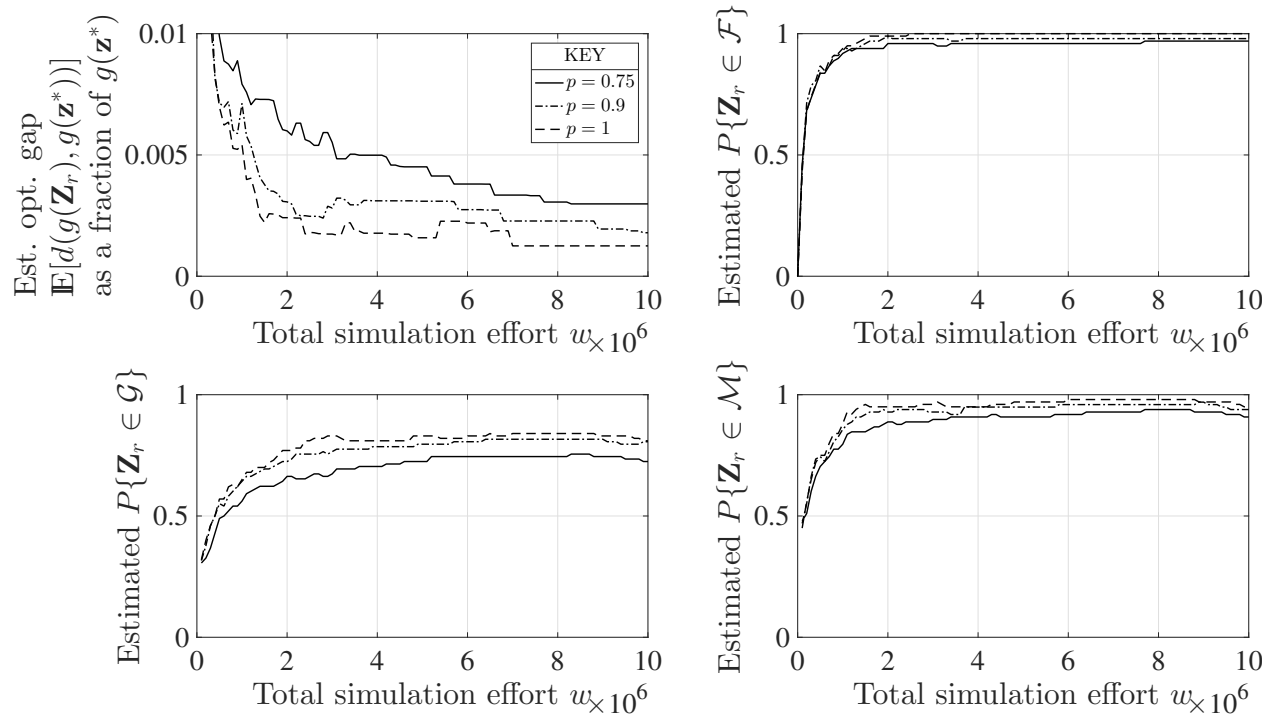 Est. opt. gap
𝔼[d(g(𝐙_r), g(𝐳*))]
as a fraction of g(𝐳*)
0.01
0.005
0
0 2 4 6 8 10
Total simulation effort w ×10^6
KEY
p = 0.75
p = 0.9
p = 1
Estimated P{𝐙_r ∈ ℱ}
1
0.5
0
0 2 4 6 8 10
Total simulation effort w ×10^6
Estimated P{𝐙_r ∈ 𝒢}
1
0.5
0
0 2 4 6 8 10
Total simulation effort w ×10^6
Estimated P{𝐙_r ∈ ℳ}
1
0.5
0
0 2 4 6 8 10
Total simulation effort w ×10^6